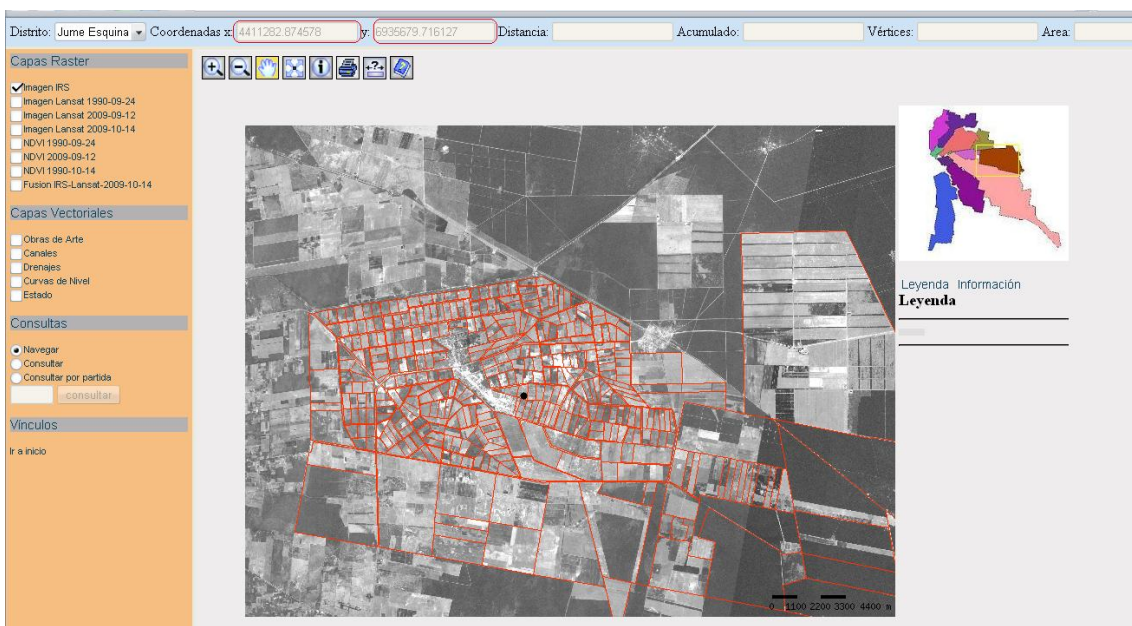 Distrito: Jume Esquina Coordenadas x: 4411282.874578 y: 6935679.716127 Distancia: Acumulado: Vértices: Area:
Capas Raster
Imagen IRS
Imagen Lansat 1990-09-24
Imagen Lansat 2009-09-12
Imagen Lansat 2009-10-14
NDVI 1990-09-24
NDVI 2009-09-12
NDVI 1990-10-14
Fusion IRS-Lansat-2009-10-14
Capas Vectoriales
Obras de Arte
Canales
Drenajes
Curvas de Nivel
Estado
Consultas
Navegar
Consultar
Consultar por partida
consultar
Vínculos
Ir a inicio
Leyenda Información
Leyenda
0 1100 2200 3300 4400 m